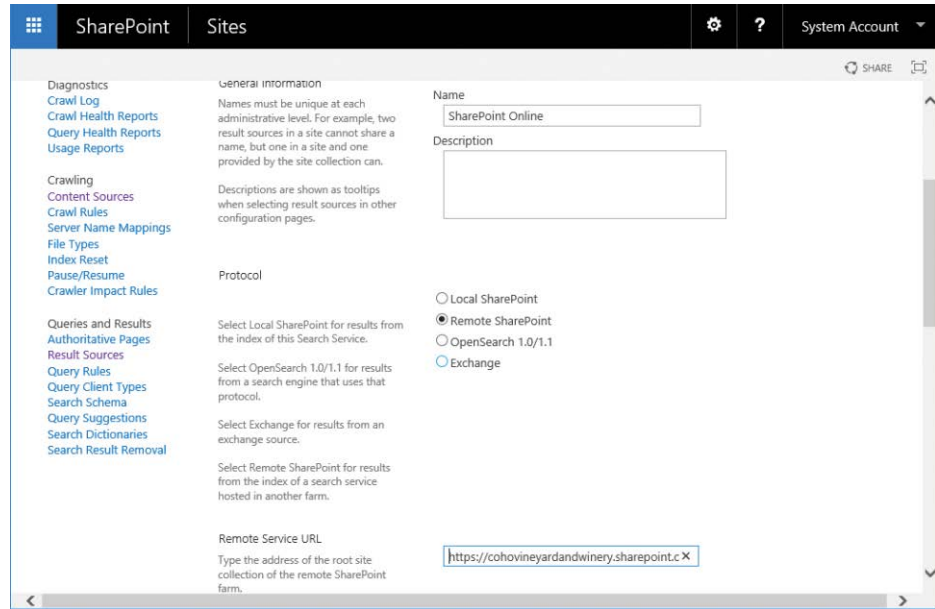 SharePoint Sites ? System Account
SHARE
Diagnostics
Crawl Log
Crawl Health Reports
Query Health Reports
Usage Reports
Crawling
Content Sources
Crawl Rules
Server Name Mappings
File Types
Index Reset
Pause/Resume
Crawler Impact Rules
Queries and Results
Authoritative Pages
Result Sources
Query Rules
Query Client Types
Search Schema
Query Suggestions
Search Dictionaries
Search Result Removal
General Information
Names must be unique at each
administrative level. For example, two
result sources in a site cannot share a
name, but one in a site and one
provided by the site collection can.
Descriptions are shown as tooltips
when selecting result sources in other
configuration pages.
Name
SharePoint Online
Description
Protocol
Select Local SharePoint for results from
the index of this Search Service.
Select OpenSearch 1.0/1.1 for results
from a search engine that uses that
protocol.
Select Exchange for results from an
exchange source.
Select Remote SharePoint for results
from the index of a search service
hosted in another farm.
Local SharePoint
Remote SharePoint
OpenSearch 1.0/1.1
Exchange
Remote Service URL
Type the address of the root site
collection of the remote SharePoint
farm.
https://cohovineyardandwinery.sharepoint.c